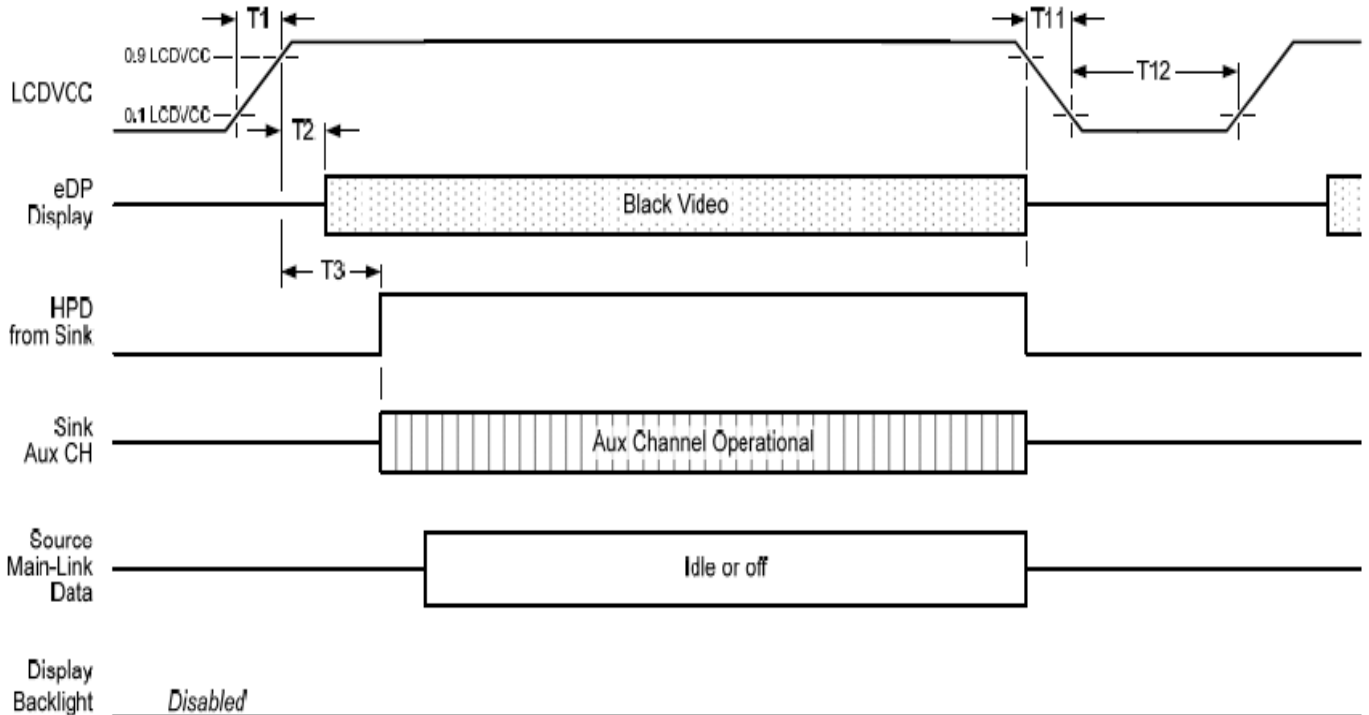 T1
T11
0.9 LCDVCC
T12
LCDVCC
0.1 LCDVCC
T2
eDP
Display
Black Video
T3
HPD
from Sink
Sink
Aux CH
Aux Channel Operational
Source
Main-Link
Data
Idle or off
Display
Backlight
Disabled